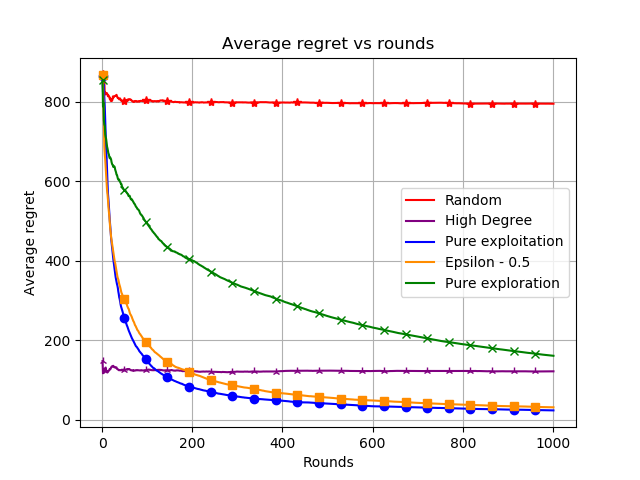 Average regret vs rounds
Average regret
800
600
400
200
0
Random
High Degree
Pure exploitation
Epsilon - 0.5
Pure exploration
0 200 400 600 800 1000
Rounds